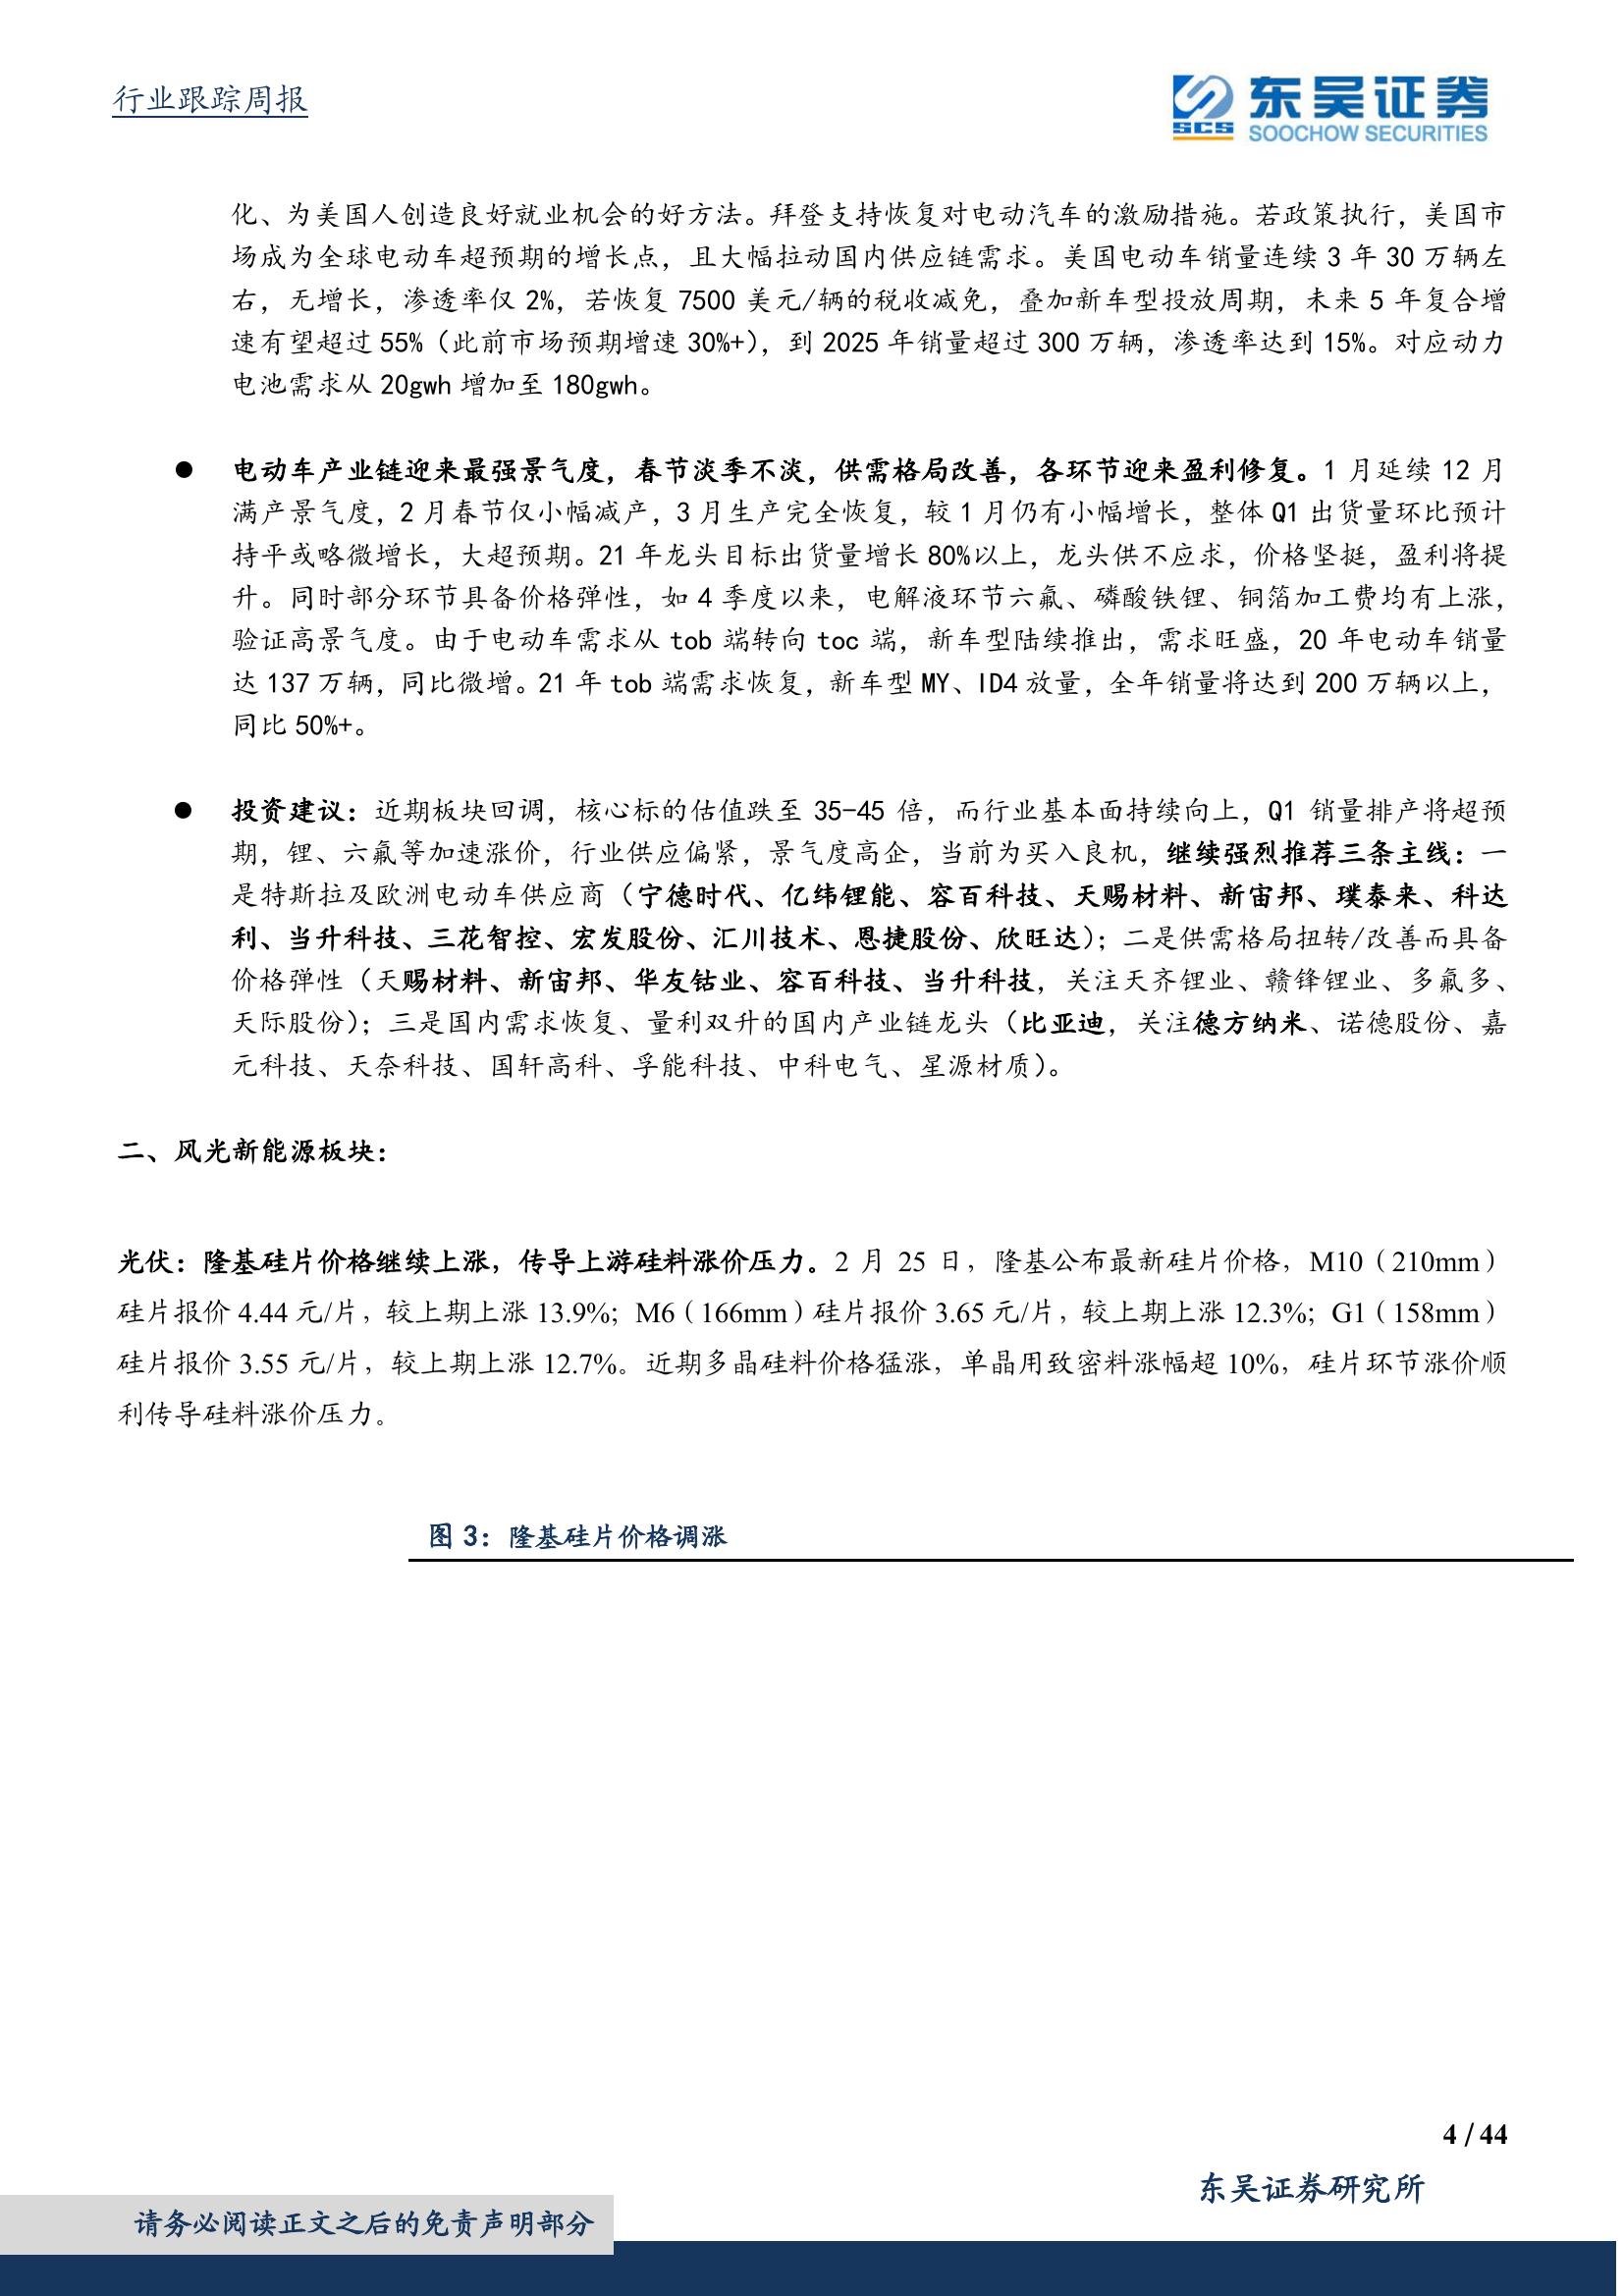 行业跟踪周报
SCS 东吴证券
SOOCHOW SECURITIES
化、为美国人创造良好就业机会的好方法。拜登支持恢复对电动汽车的激励措施。若政策执行，美国市
场成为全球电动车超预期的增长点，且大幅拉动国内供应链需求。美国电动车销量连续 3 年 30 万辆左
右，无增长，渗透率仅 2%，若恢复 7500 美元/辆的税收减免，叠加新车型投放周期，未来 5 年复合增
速有望超过 55%（此前市场预期增速 30%+），到 2025 年销量超过 300 万辆，渗透率达到 15%。对应动力
电池需求从 20gwh 增加至 180gwh。
● 电动车产业链迎来最强景气度，春节淡季不淡，供需格局改善，各环节迎来盈利修复。1 月延续 12 月
满产景气度，2 月春节仅小幅减产，3 月生产完全恢复，较 1 月仍有小幅增长，整体 Q1 出货量环比预计
持平或略微增长，大超预期。21 年龙头目标出货量增长 80%以上，龙头供不应求，价格坚挺，盈利将提
升。同时部分环节具备价格弹性，如 4 季度以来，电解液环节六氟、磷酸铁锂、铜箔加工费均有上涨，
验证高景气度。由于电动车需求从 tob 端转向 toc 端，新车型陆续推出，需求旺盛，20 年电动车销量
达 137 万辆，同比微增。21 年 tob 端需求恢复，新车型 MY、ID4 放量，全年销量将达到 200 万辆以上，
同比 50%+。
● 投资建议：近期板块回调，核心标的估值跌至 35-45 倍，而行业基本面持续向上，Q1 销量排产将超预
期，锂、六氟等加速涨价，行业供应偏紧，景气度高企，当前为买入良机，继续强烈推荐三条主线：一
是特斯拉及欧洲电动车供应商（宁德时代、亿纬锂能、容百科技、天赐材料、新宙邦、璞泰来、科达
利、当升科技、三花智控、宏发股份、汇川技术、恩捷股份、欣旺达）；二是供需格局扭转/改善而具备
价格弹性（天赐材料、新宙邦、华友钴业、容百科技、当升科技，关注天齐锂业、赣锋锂业、多氟多、
天际股份）；三是国内需求恢复、量利双升的国内产业链龙头（比亚迪，关注德方纳米、诺德股份、嘉
元科技、天奈科技、国轩高科、孚能科技、中科电气、星源材质）。
二、风光新能源板块：
光伏：隆基硅片价格继续上涨，传导上游硅料涨价压力。2 月 25 日，隆基公布最新硅片价格，M10（210mm）
硅片报价 4.44 元/片，较上期上涨 13.9%；M6（166mm）硅片报价 3.65 元/片，较上期上涨 12.3%；G1（158mm）
硅片报价 3.55 元/片，较上期上涨 12.7%。近期多晶硅料价格猛涨，单晶用致密料涨幅超 10%，硅片环节涨价顺
利传导硅料涨价压力。
图 3：隆基硅片价格调涨
4 / 44
东吴证券研究所
请务必阅读正文之后的免责声明部分